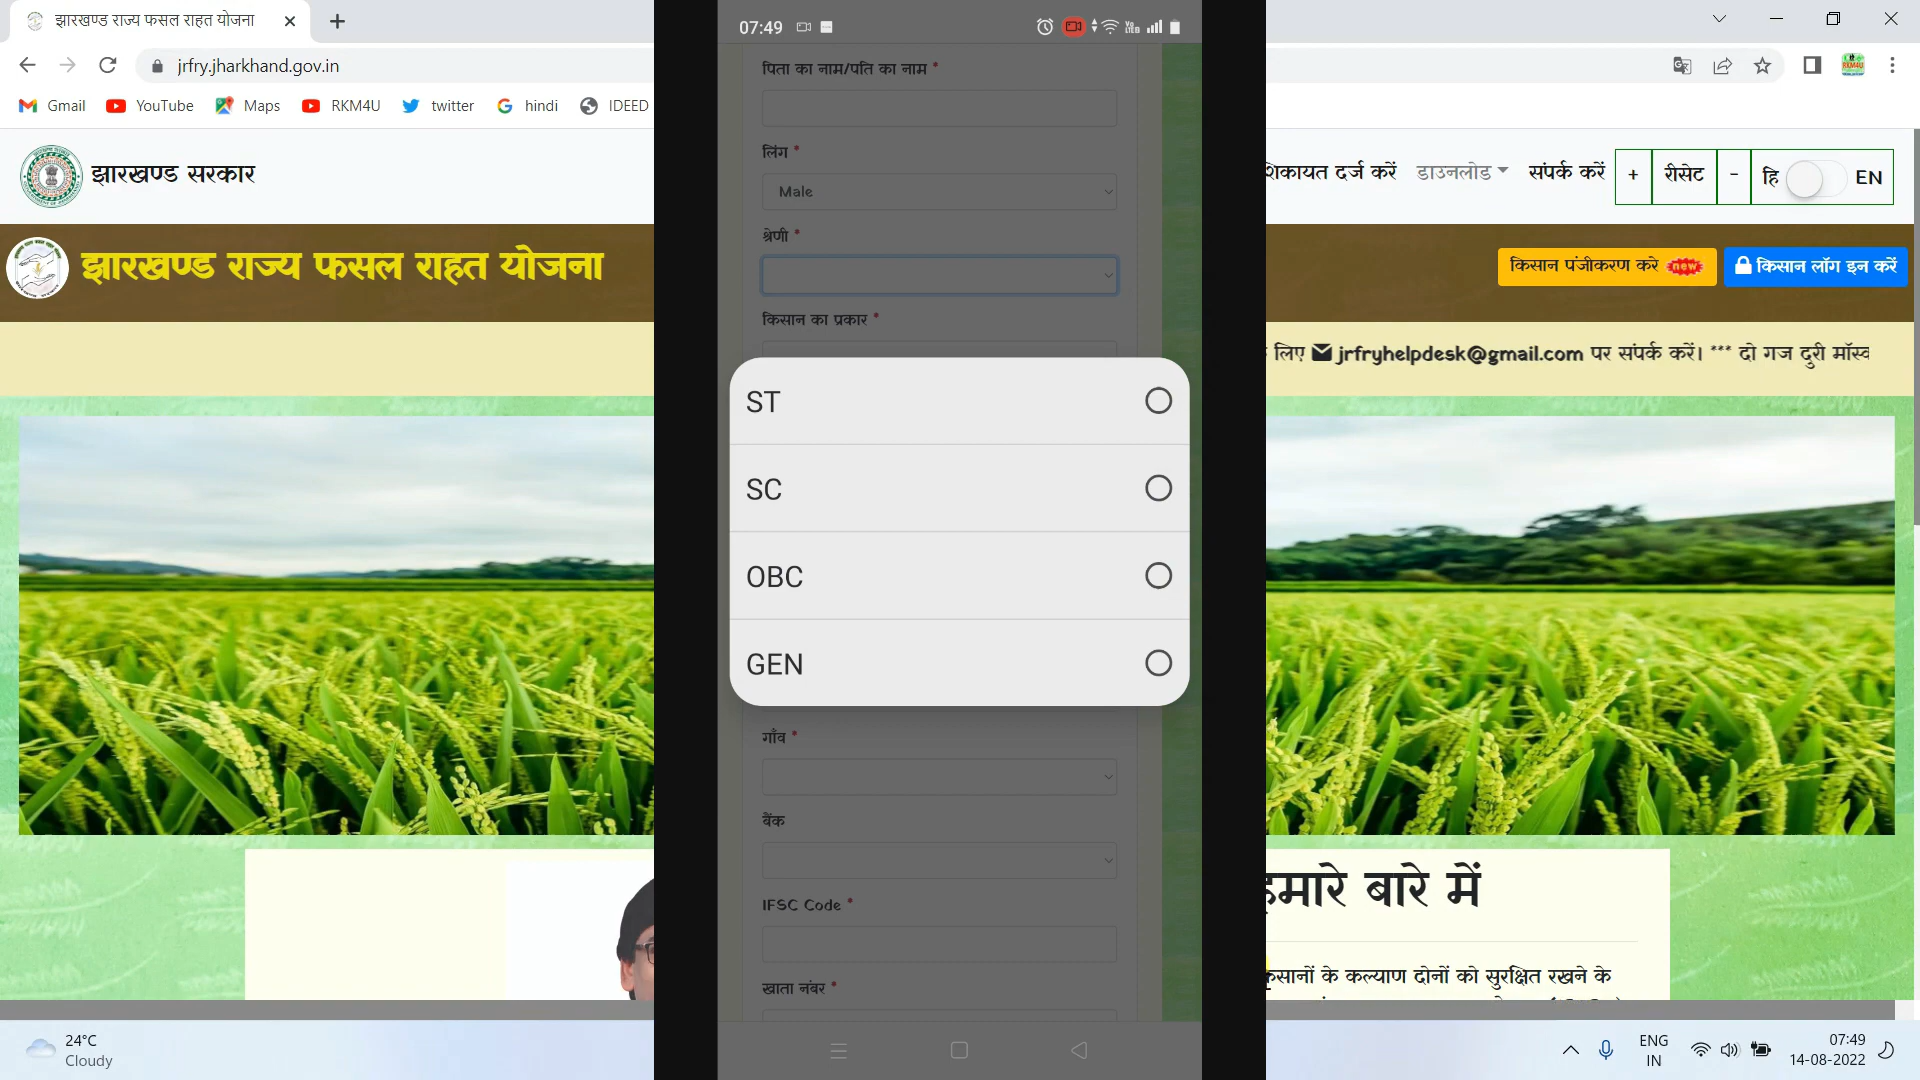 झारखण्ड राज्य फसल राहत योजना
jrfry.jharkhand.gov.in
Gmail YouTube Maps RKM4U twitter hindi IDEED
झारखण्ड सरकार
झारखण्ड राज्य फसल राहत योजना
24°C
Cloudy
07:49
पिता का नाम/पति का नाम *
लिंग *
Male
श्रेणी *
किसान का प्रकार *
ST
SC
OBC
GEN
गाँव *
बैंक
IFSC Code *
खाता नंबर *
शिकायत दर्ज करें डाउनलोड संपर्क करें + रीसेट - हि EN
किसान पंजीकरण करे new किसान लॉग इन करें
लिए jrfryhelpdesk@gmail.com पर संपर्क करें। *** दो गज दुरी मॉस्क
हमारे बारे में
किसानों के कल्याण दोनों को सुरक्षित रखने के
ENG
IN
07:49
14-08-2022